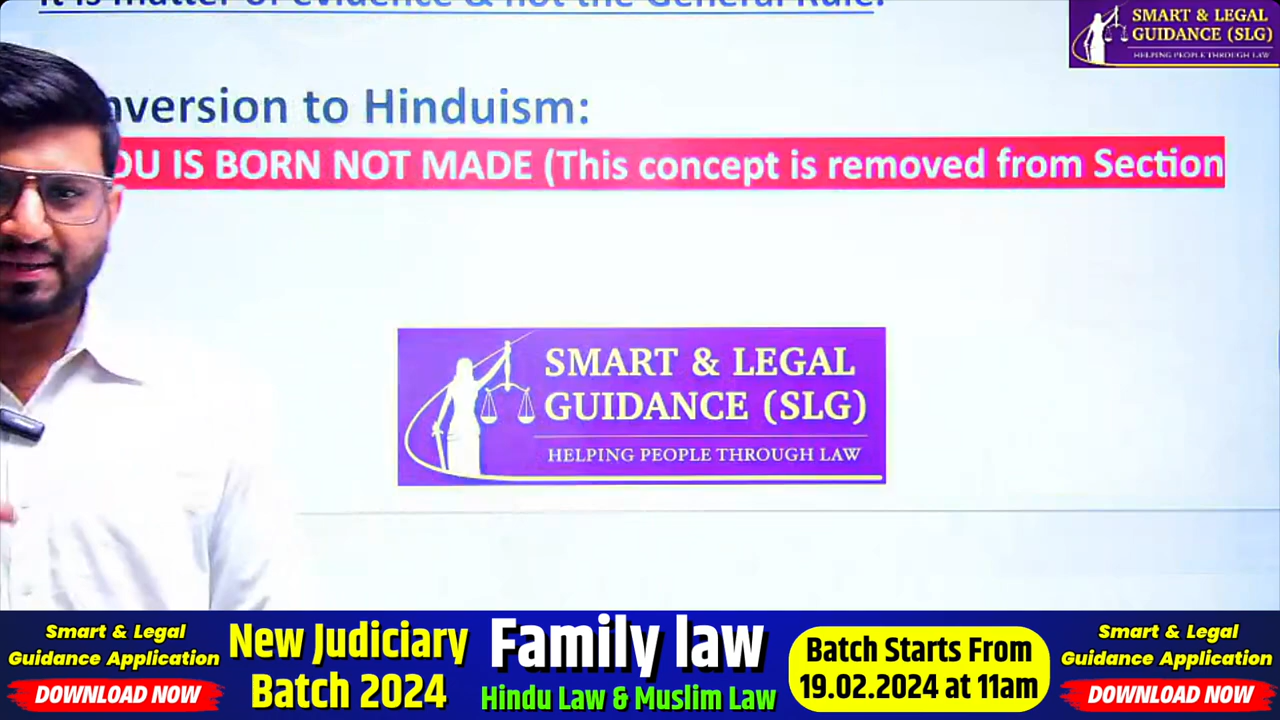 It is matter of evidence & not the General Rule.
SMART & LEGAL
GUIDANCE (SLG)
HELPING PEOPLE THROUGH LAW
nversion to Hinduism:
DU IS BORN NOT MADE (This concept is removed from Section
SMART & LEGAL
GUIDANCE (SLG)
HELPING PEOPLE THROUGH LAW
Smart & Legal
Guidance Application
DOWNLOAD NOW
New Judiciary
Batch 2024
Family law
Hindu Law & Muslim Law
Batch Starts From
19.02.2024 at 11am
Smart & Legal
Guidance Application
DOWNLOAD NOW